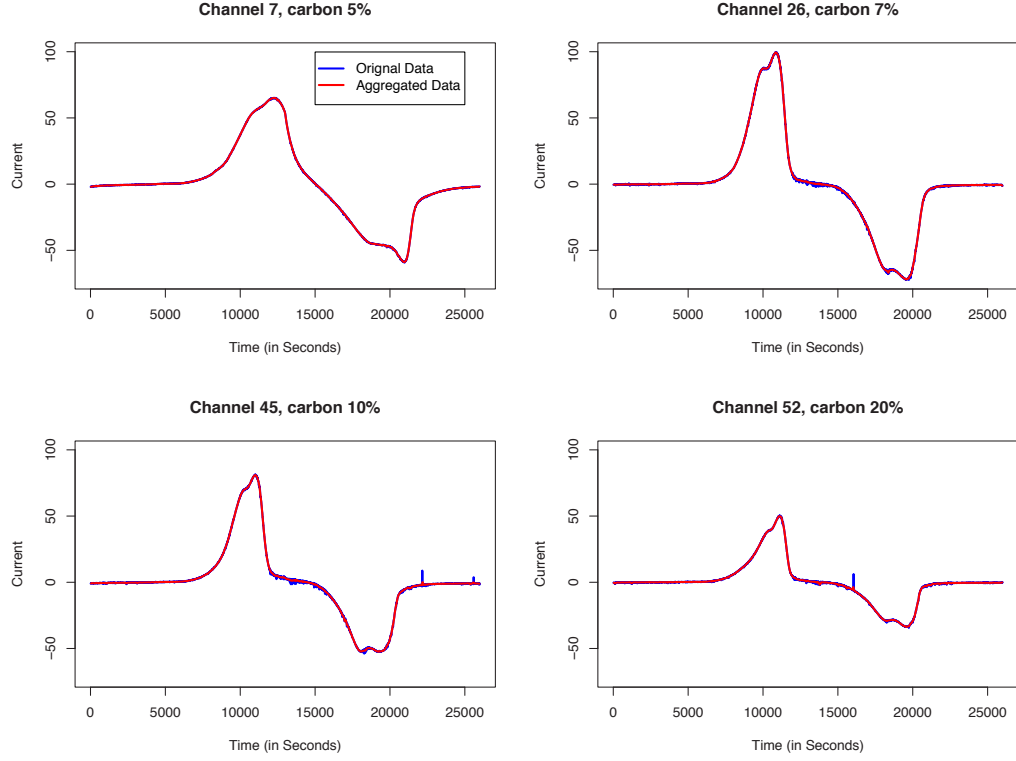 Channel 7, carbon 5%
Current
100
50
0
−50
Orignal Data
Aggregated Data
0 5000 10000 15000 20000 25000
Time (in Seconds)
Channel 26, carbon 7%
Current
100
50
0
−50
0 5000 10000 15000 20000 25000
Time (in Seconds)
Channel 45, carbon 10%
Current
100
50
0
−50
0 5000 10000 15000 20000 25000
Time (in Seconds)
Channel 52, carbon 20%
Current
100
50
0
−50
0 5000 10000 15000 20000 25000
Time (in Seconds)